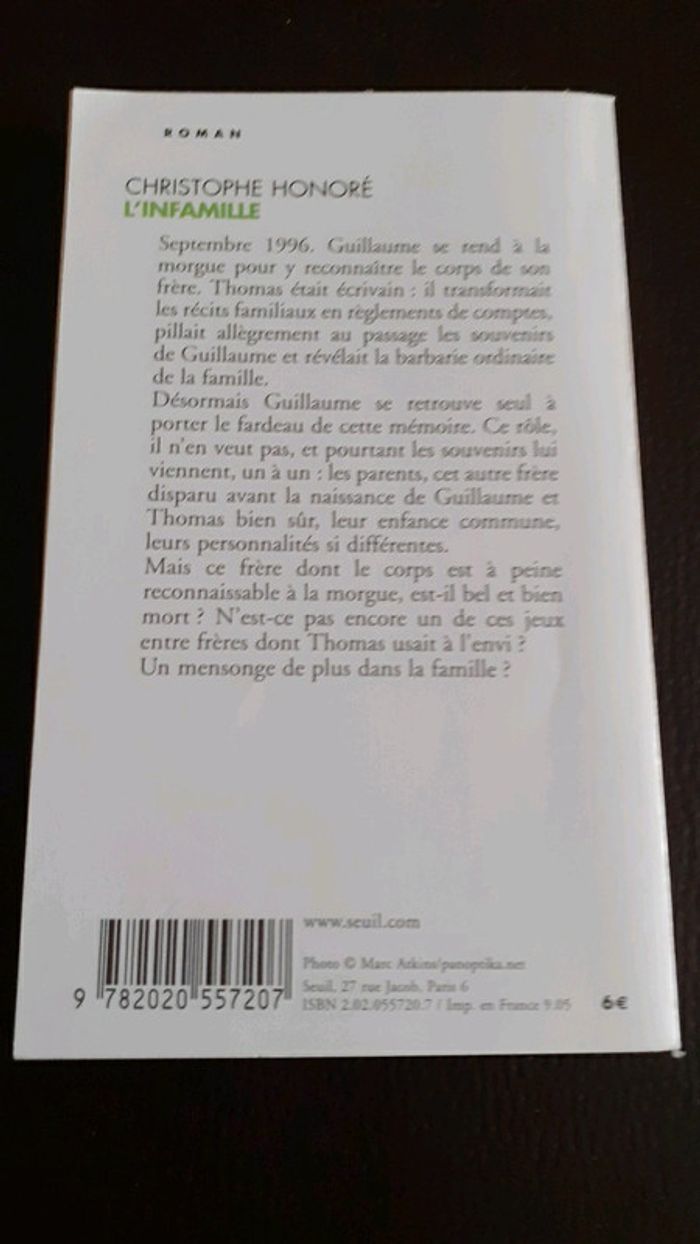 ROMAN
CHRISTOPHE HONORÉ
L'INFAMILLE
Septembre 1996. Guillaume se rend à la
morgue pour y reconnaître le corps de son
frère. Thomas était écrivain : il transformait
les récits familiaux en règlements de comptes,
pillait allègrement au passage les souvenirs
de Guillaume et révélait la barbarie ordinaire
de la famille.
Désormais Guillaume se retrouve seul à
porter le fardeau de cette mémoire. Ce rôle,
il n'en veut pas, et pourtant les souvenirs lui
viennent, un à un : les parents, cet autre frère
disparu avant la naissance de Guillaume et
Thomas bien sûr, leur enfance commune,
leurs personnalités si différentes.
Mais ce frère dont le corps est à peine
reconnaissable à la morgue, est-il bel et bien
mort ? N'est-ce pas encore un de ces jeux
entre frères dont Thomas usait à l'envi ?
Un mensonge de plus dans la famille ?
www.seuil.com
Photo © Marc Atkins/panoptika.net
Seuil, 27 rue Jacob, Paris 6
ISBN 2.02.055720.7 / Imp. en France 9.05
6€
9 782020 557207